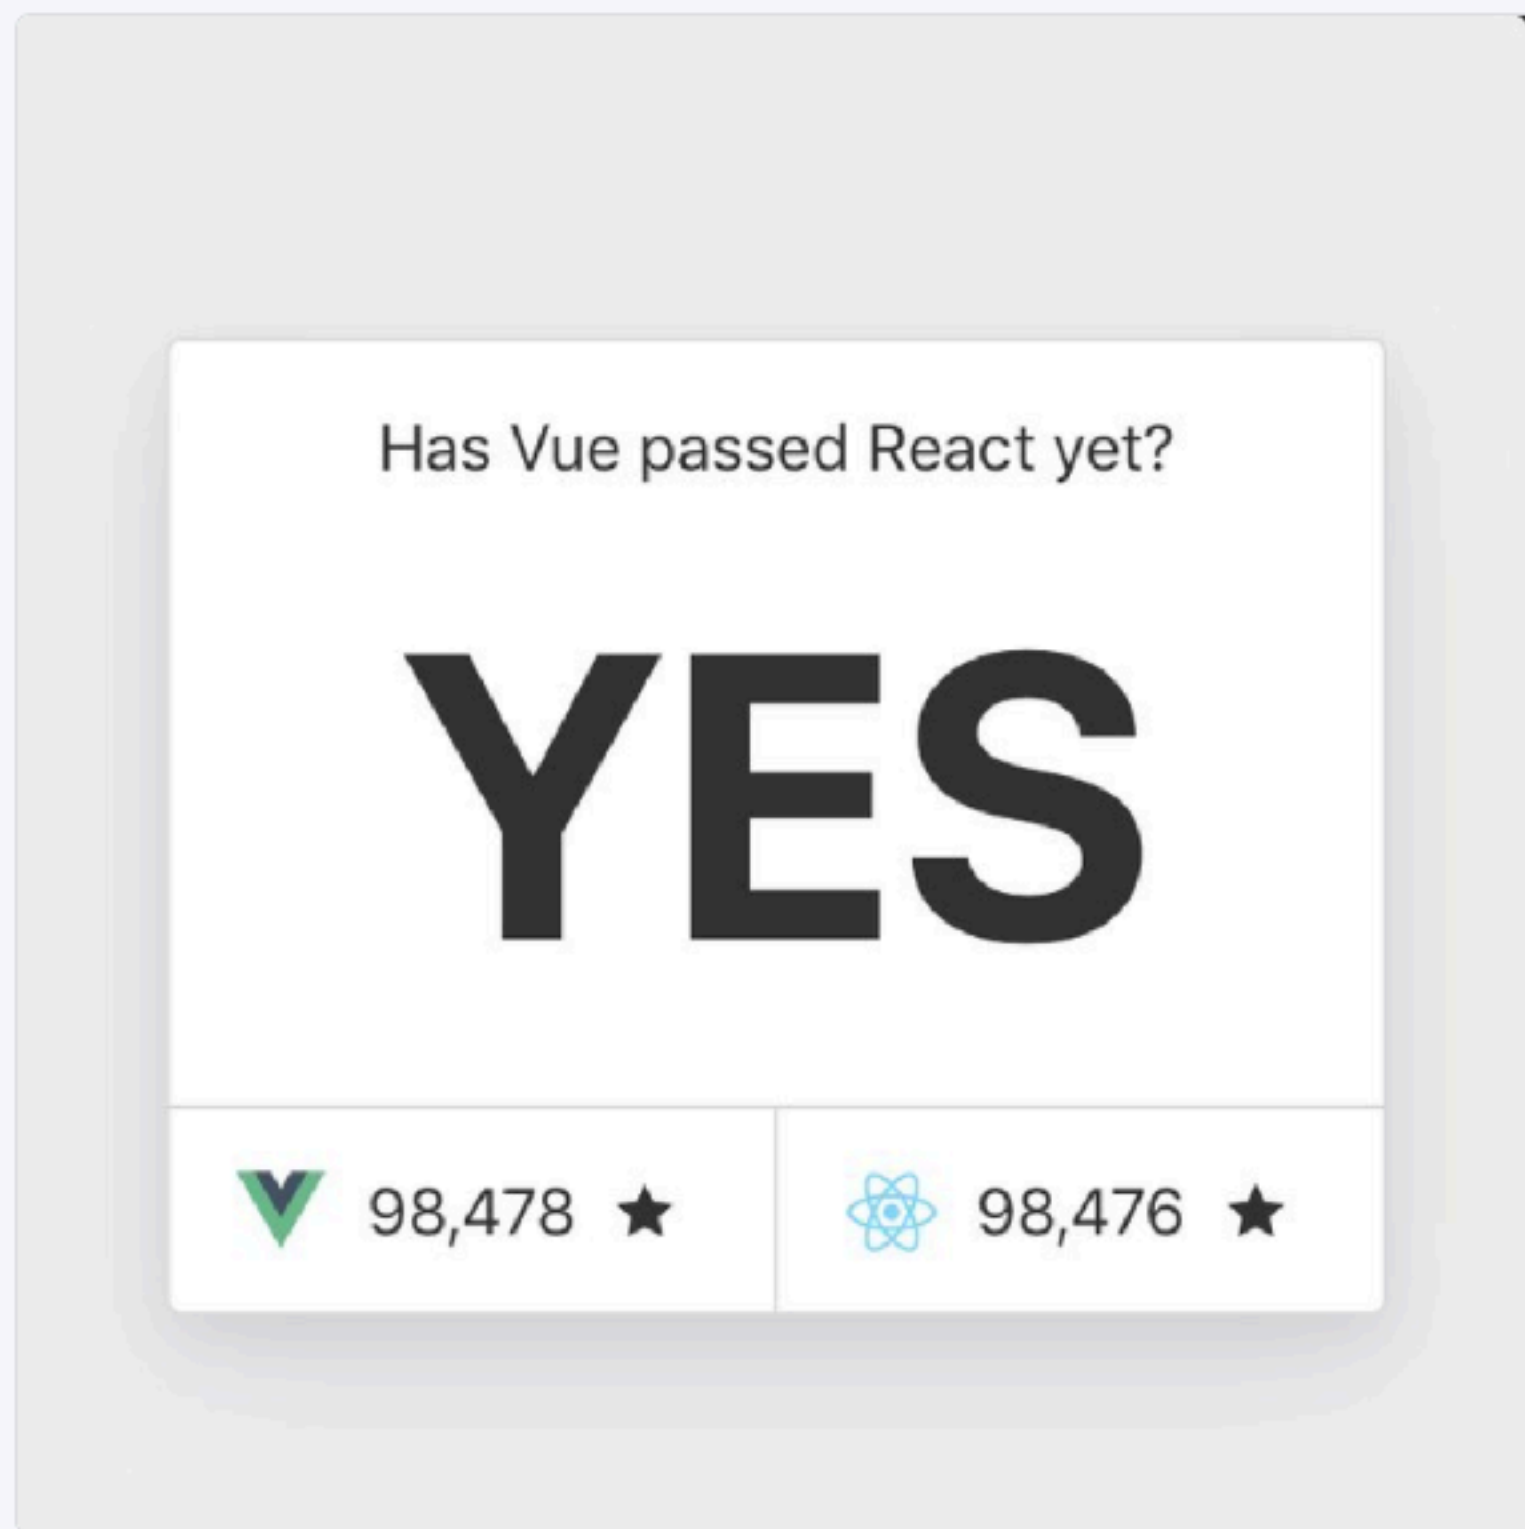 Has Vue passed React yet?
YES
98,478 ★
98,476 ★